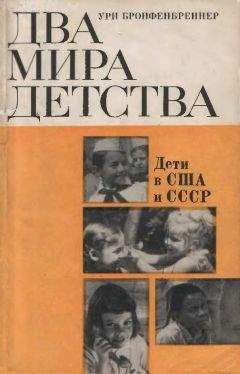 УРИ БРОНФЕНБРЕННЕР
ДВА
МИРА
ДЕТСТВА
Дети
в США
и СССР